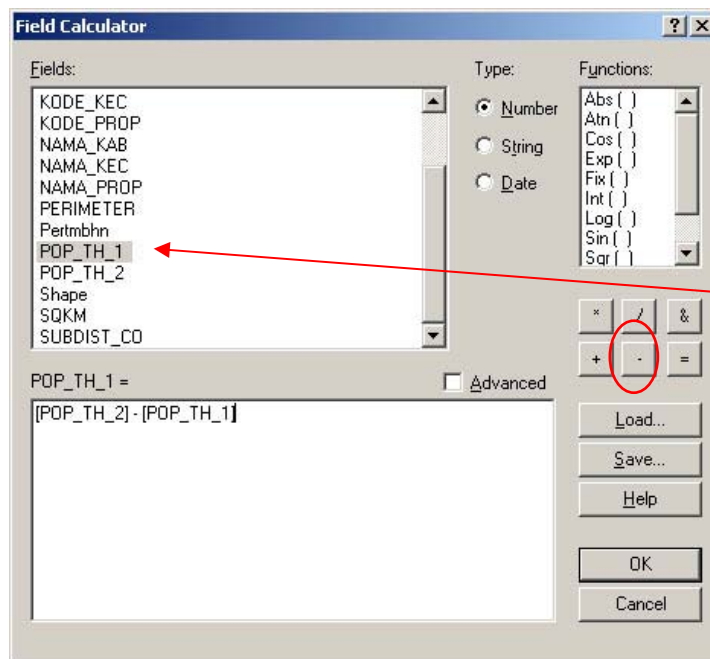 Field Calculator
Fields:
KODE_KEC
KODE_PROP
NAMA_KAB
NAMA_KEC
NAMA_PROP
PERIMETER
Pertmbhn
POP_TH_1
POP_TH_2
Shape
SQKM
SUBDIST_CO
Type:
Number
String
Date
Functions:
Abs ( )
Atn ( )
Cos ( )
Exp ( )
Fix ( )
Int ( )
Log ( )
Sin ( )
Sqr ( )
* / &
+ - =
POP_TH_1 =
Advanced
[POP_TH_2] - [POP_TH_1]
Load...
Save...
Help
OK
Cancel